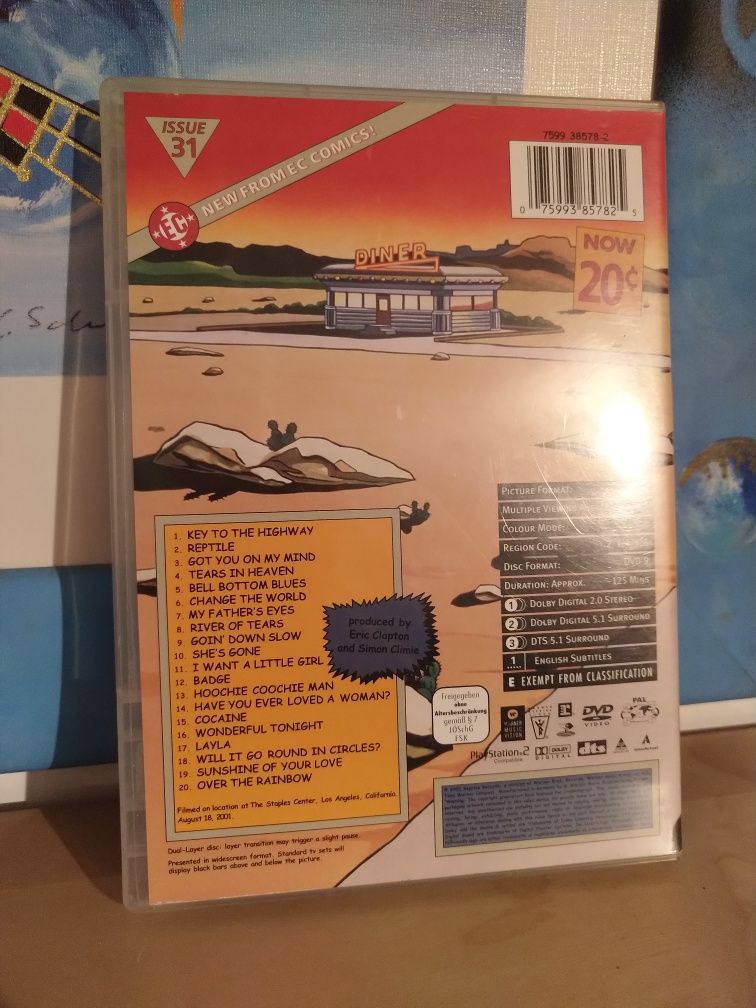 ISSUE
31
NEW FROM EC COMICS!
EC
7599 38578-2
0 75993 85782 5
DINER
NOW
20¢
1. KEY TO THE HIGHWAY
2. REPTILE
3. GOT YOU ON MY MIND
4. TEARS IN HEAVEN
5. BELL BOTTOM BLUES
6. CHANGE THE WORLD
7. MY FATHER'S EYES
8. RIVER OF TEARS
9. GOIN' DOWN SLOW
10. SHE'S GONE
11. I WANT A LITTLE GIRL
12. BADGE
13. HOOCHIE COOCHIE MAN
14. HAVE YOU EVER LOVED A WOMAN?
15. COCAINE
16. WONDERFUL TONIGHT
17. LAYLA
18. WILL IT GO ROUND IN CIRCLES?
19. SUNSHINE OF YOUR LOVE
20. OVER THE RAINBOW
Filmed on location at The Staples Center, Los Angeles, California.
August 18, 2001.
produced by
Eric Clapton
and Simon Climie
Dual-Layer disc: layer transition may trigger a slight pause.
Presented in widescreen format. Standard tv sets will
display black bars above and below the picture.
PICTURE FORMAT:
MULTIPLE
COLOUR MODE:
REGION CODE:
DISC FORMAT: DVD-9
DURATION: APPROX. ~125 MINS
1 DOLBY DIGITAL 2.0 STEREO
2 DOLBY DIGITAL 5.1 SURROUND
3 DTS 5.1 SURROUND
1 ENGLISH SUBTITLES
E EXEMPT FROM CLASSIFICATION
Freigegeben
ohne
Altersbeschränkung
gemäß § 7
JÖSchG
FSK
WARNER
MUSIC
VISION
DVD
VIDEO
PAL
PlayStation 2
Compatible
DOLBY
DIGITAL
dts